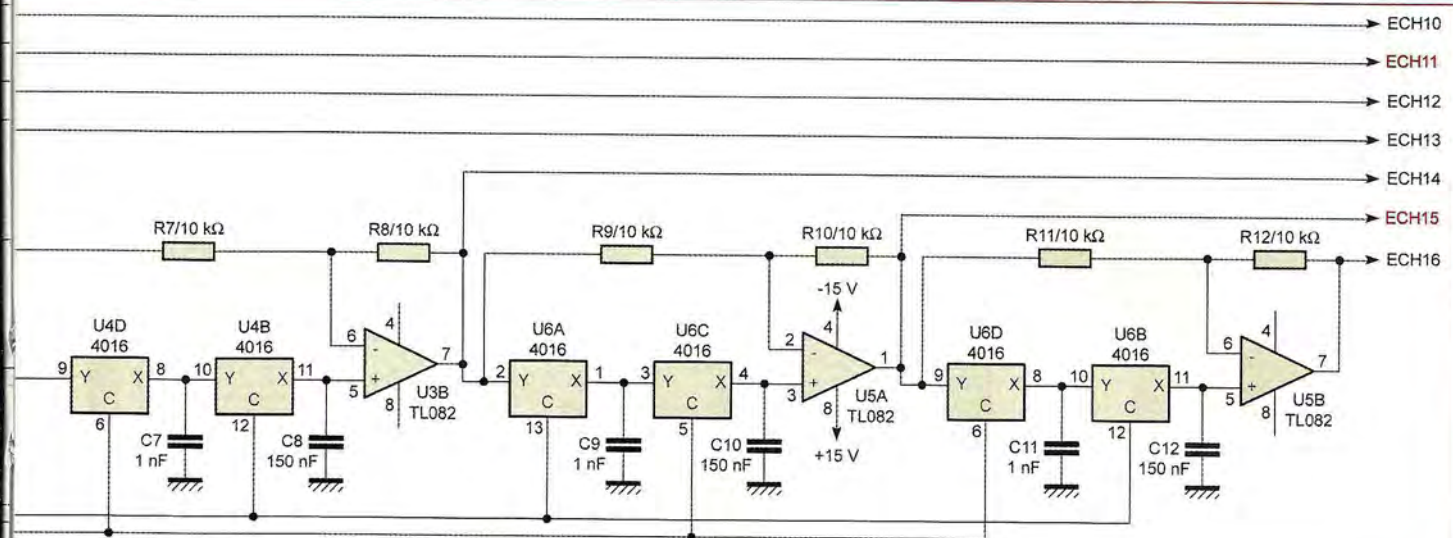 ECH10
ECH11
ECH12
ECH13
ECH14
ECH15
R7/10 kΩ
R8/10 kΩ
R9/10 kΩ
R10/10 kΩ
R11/10 kΩ
R12/10 kΩ
ECH16
-15 V
U4D
4016
U4B
4016
4
6
-
7
+
5
8
U3B
TL082
U6A
4016
U6C
4016
4
2
-
1
+
3
8
U5A
TL082
+15 V
U6D
4016
U6B
4016
4
6
-
7
+
5
8
U5B
TL082
9 Y X 8
C
6
10 Y X 11
C
12
2 Y X 1
C
13
3 Y X 4
C
5
9 Y X 8
C
6
10 Y X 11
C
12
C7
1 nF
C8
150 nF
C9
1 nF
C10
150 nF
C11
1 nF
C12
150 nF